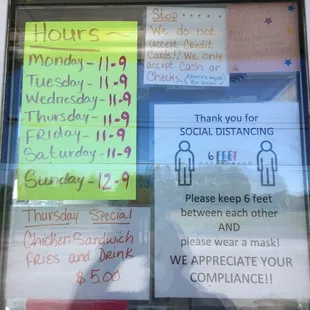 Hours ~
Monday - 11-9
Tuesday - 11-9
Wednesday - 11-9
Thursday - 11-9
Friday - 11-9
Saturday - 11-9
Sunday - 12-9
Stop....
We do not
accept Credit
Cards!! We only
accept Cash or
Checks.
Thank you for
SOCIAL DISTANCING
6 FEET
Please keep 6 feet
between each other
AND
please wear a mask!
WE APPRECIATE YOUR
COMPLIANCE!!
Thursday Special
Chicken Sandwich
Fries and Drink
$5.00